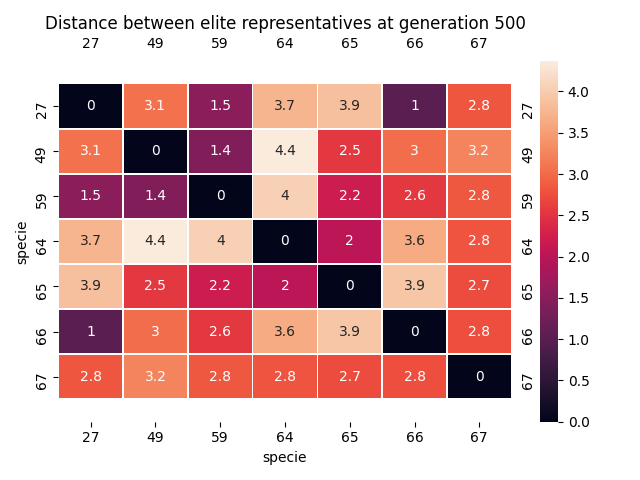 Distance between elite representatives at generation 500
27 49 59 64 65 66 67
27 0 3.1 1.5 3.7 3.9 1 2.8 27
49 3.1 0 1.4 4.4 2.5 3 3.2 49
59 1.5 1.4 0 4 2.2 2.6 2.8 59
64 3.7 4.4 4 0 2 3.6 2.8 64
65 3.9 2.5 2.2 2 0 3.9 2.7 65
66 1 3 2.6 3.6 3.9 0 2.8 66
67 2.8 3.2 2.8 2.8 2.7 2.8 0 67
specie
27 49 59 64 65 66 67
specie
4.0
3.5
3.0
2.5
2.0
1.5
1.0
0.5
0.0